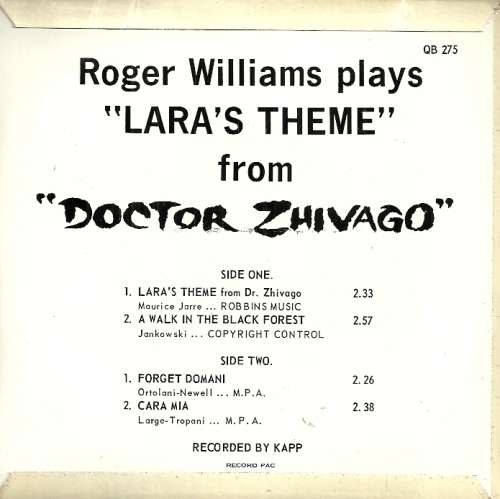 QB 275
Roger Williams plays
"LARA'S THEME"
from
"DOCTOR ZHIVAGO"
SIDE ONE.
1. LARA'S THEME from Dr. Zhivago 2.33
Maurice Jarre ... ROBBINS MUSIC
2. A WALK IN THE BLACK FOREST 2.57
Jankowski ... COPYRIGHT CONTROL
SIDE TWO.
1. FORGET DOMANI 2. 26
Ortolani-Newell ... M.P.A.
2. CARA MIA 2. 38
Large-Tropani ... M.P.A.
RECORDED BY KAPP
RECORD PAC